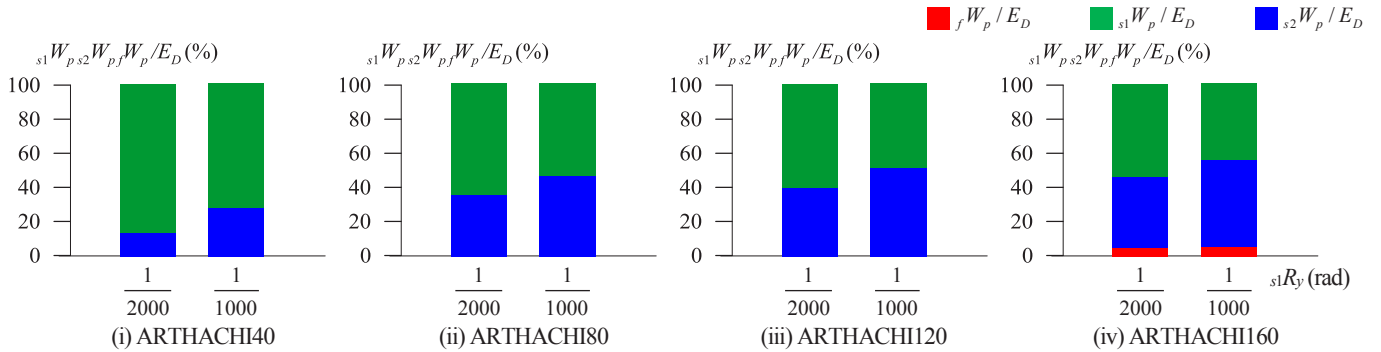 fWp / ED s1Wp / ED s2Wp / ED
s1Wp s2Wp fWp /ED (%) s1Wp s2Wp fWp /ED (%) s1Wp s2Wp fWp /ED (%) s1Wp s2Wp fWp /ED (%)
100 100 100 100
80 80 80 80
60 60 60 60
40 40 40 40
20 20 20 20
0 0 0 0
1 1 1 1 1 1 1 1 s1Ry (rad)
2000 1000 2000 1000 2000 1000 2000 1000
(i) ARTHACHI40 (ii) ARTHACHI80 (iii) ARTHACHI120 (iv) ARTHACHI160